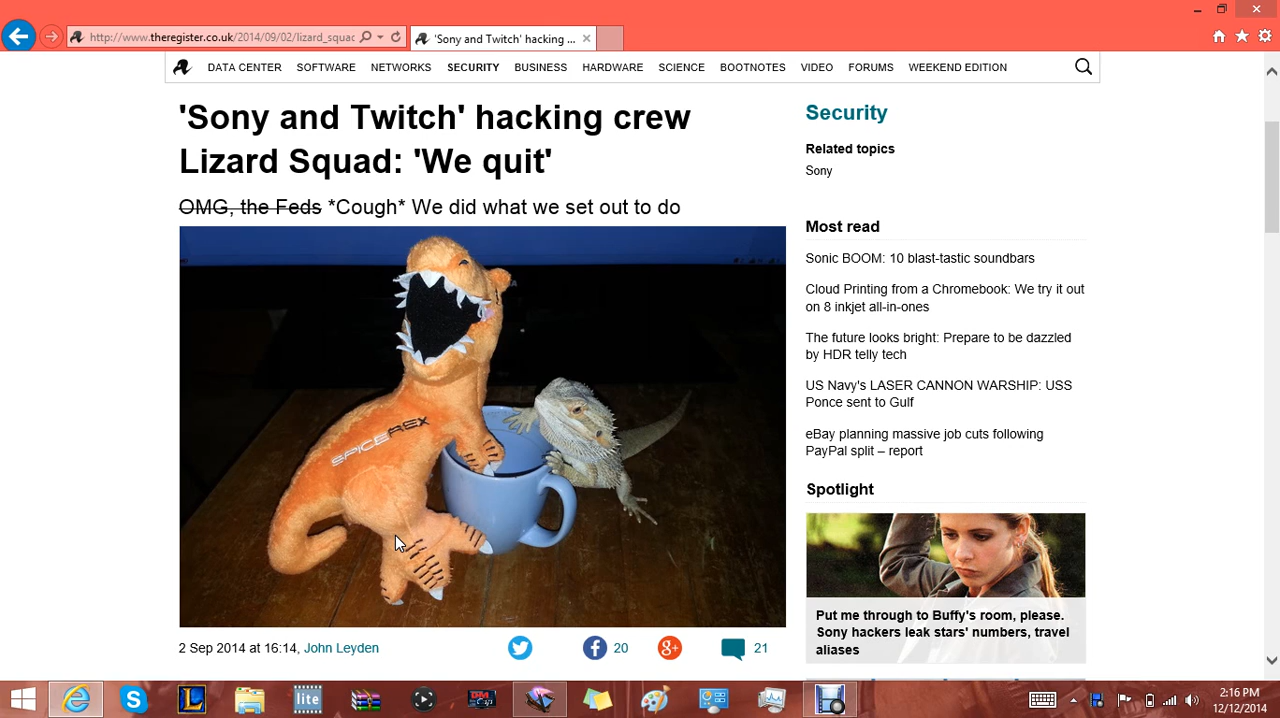 http://www.theregister.co.uk/2014/09/02/lizard_squac
'Sony and Twitch' hacking ...
DATA CENTER SOFTWARE NETWORKS SECURITY BUSINESS HARDWARE SCIENCE BOOTNOTES VIDEO FORUMS WEEKEND EDITION
'Sony and Twitch' hacking crew
Lizard Squad: 'We quit'
OMG, the Feds *Cough* We did what we set out to do
EPICEREX
2 Sep 2014 at 16:14, John Leyden
20
21
Security
Related topics
Sony
Most read
Sonic BOOM: 10 blast-tastic soundbars
Cloud Printing from a Chromebook: We try it out
on 8 inkjet all-in-ones
The future looks bright: Prepare to be dazzled
by HDR telly tech
US Navy's LASER CANNON WARSHIP: USS
Ponce sent to Gulf
eBay planning massive job cuts following
PayPal split – report
Spotlight
Put me through to Buffy's room, please.
Sony hackers leak stars' numbers, travel
aliases
lite
2:16 PM
12/12/2014